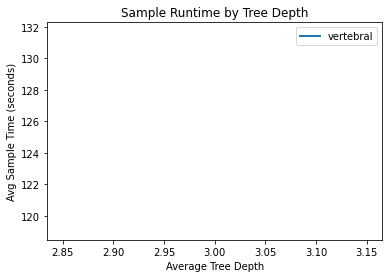 Sample Runtime by Tree Depth
vertebral
132
130
128
126
124
122
120
Avg Sample Time (seconds)
2.85 2.90 2.95 3.00 3.05 3.10 3.15
Average Tree Depth